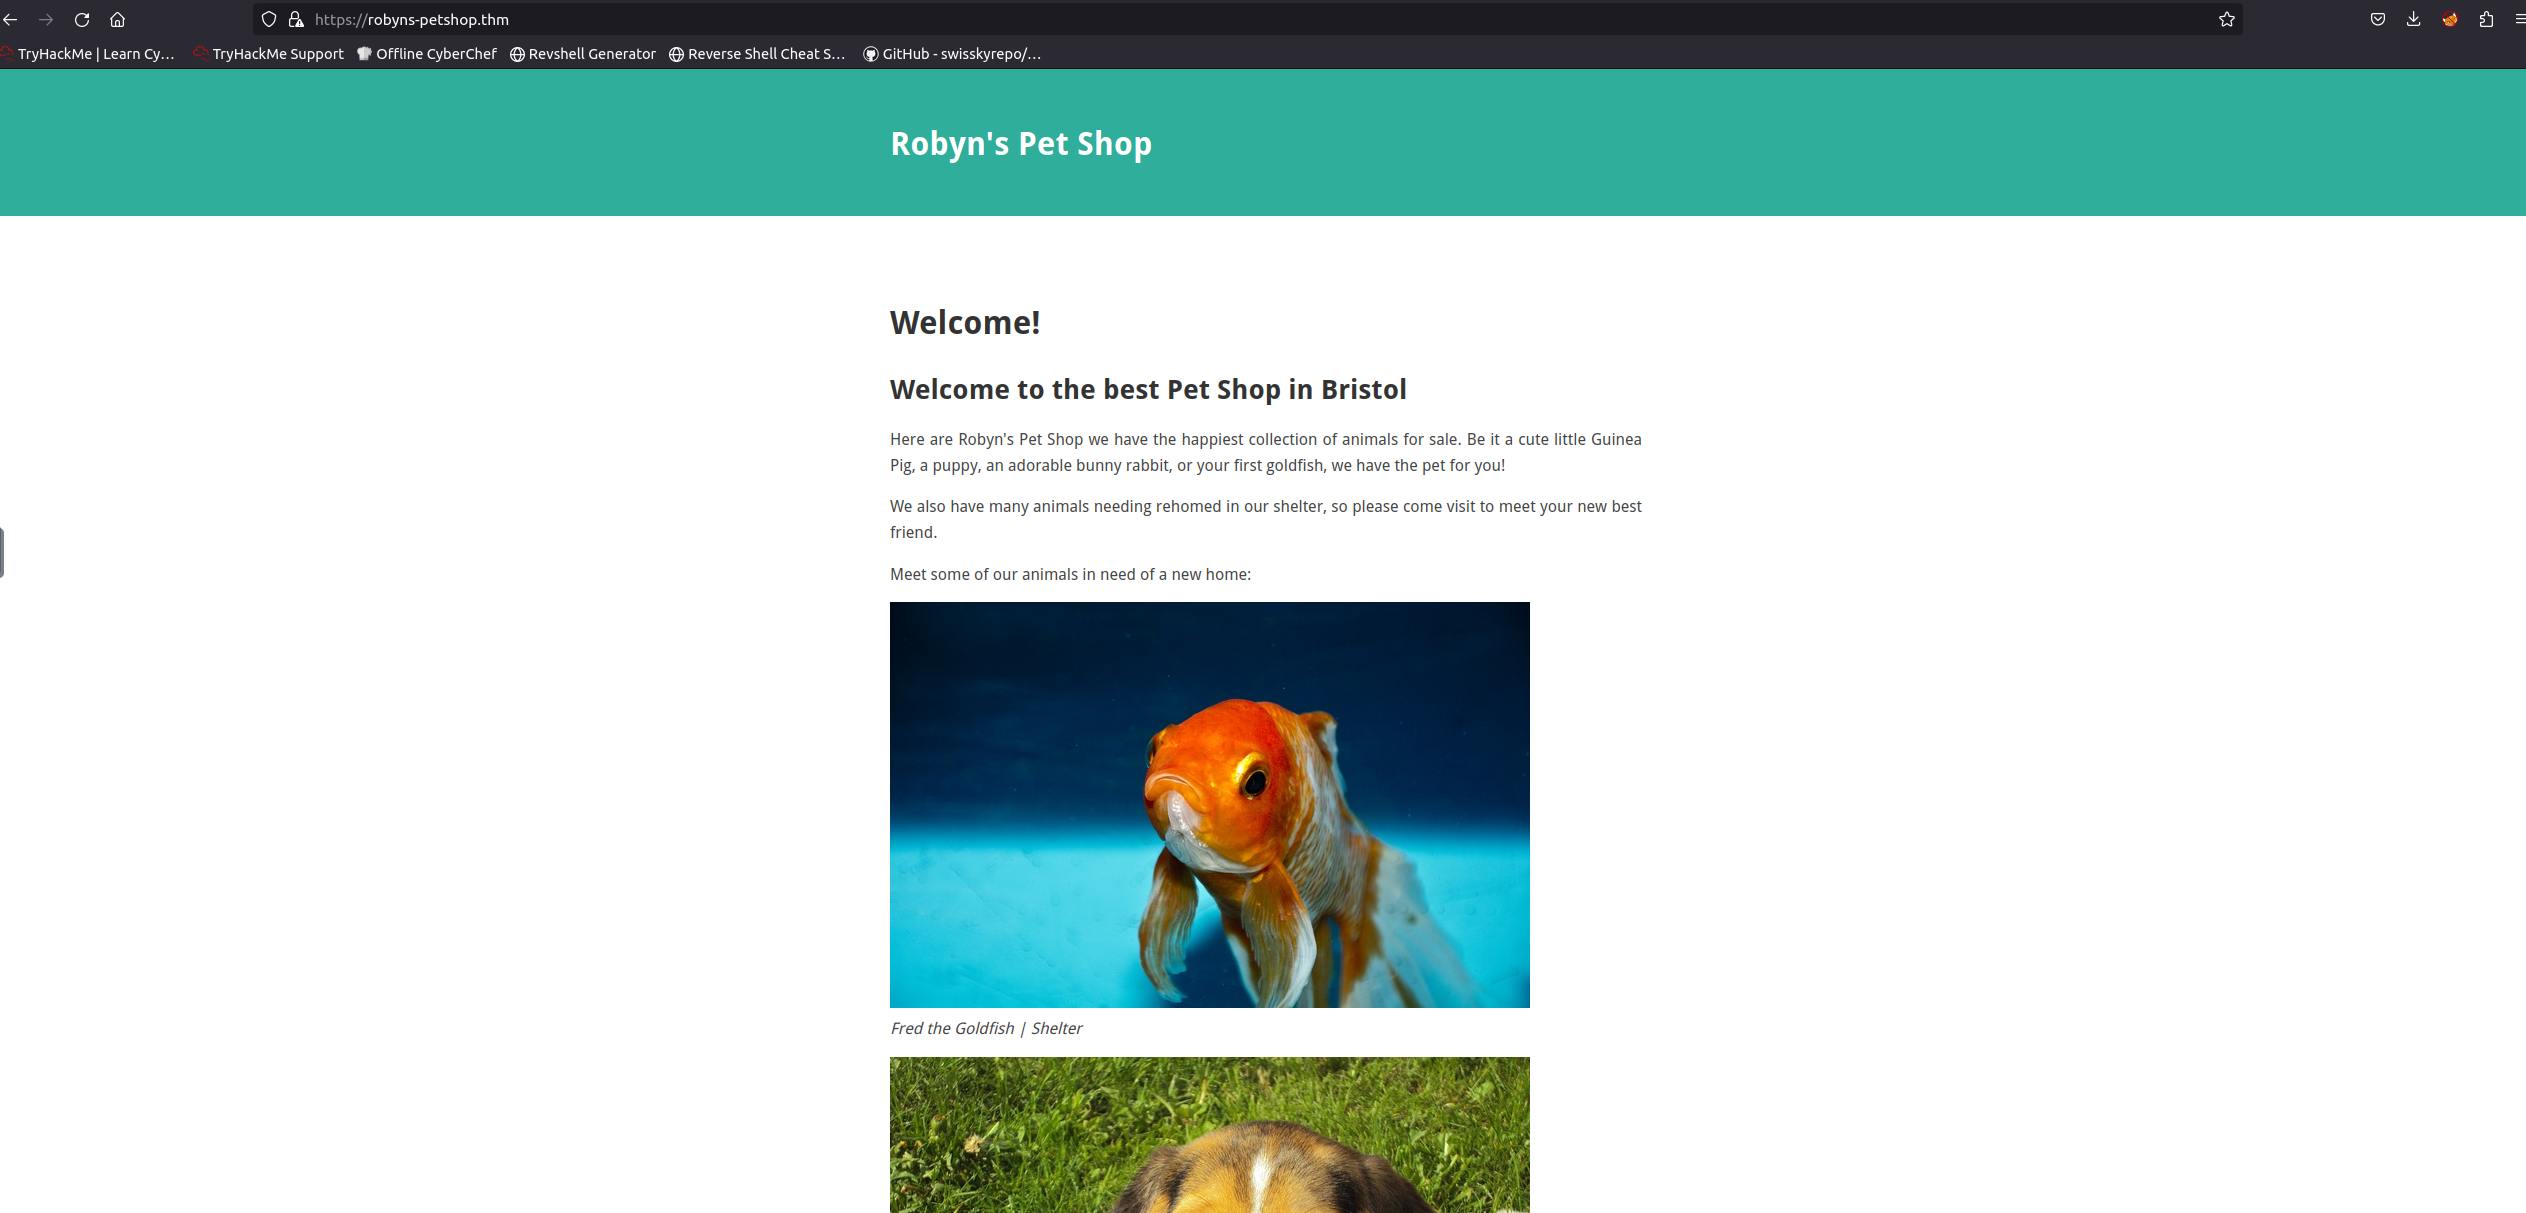 https://robyns-petshop.thm
TryHackMe | Learn Cy... TryHackMe Support Offline CyberChef Revshell Generator Reverse Shell Cheat S... GitHub - swisskyrepo/...
Robyn's Pet Shop
Welcome!
Welcome to the best Pet Shop in Bristol
Here are Robyn's Pet Shop we have the happiest collection of animals for sale. Be it a cute little Guinea
Pig, a puppy, an adorable bunny rabbit, or your first goldfish, we have the pet for you!
We also have many animals needing rehomed in our shelter, so please come visit to meet your new best
friend.
Meet some of our animals in need of a new home:
Fred the Goldfish | Shelter